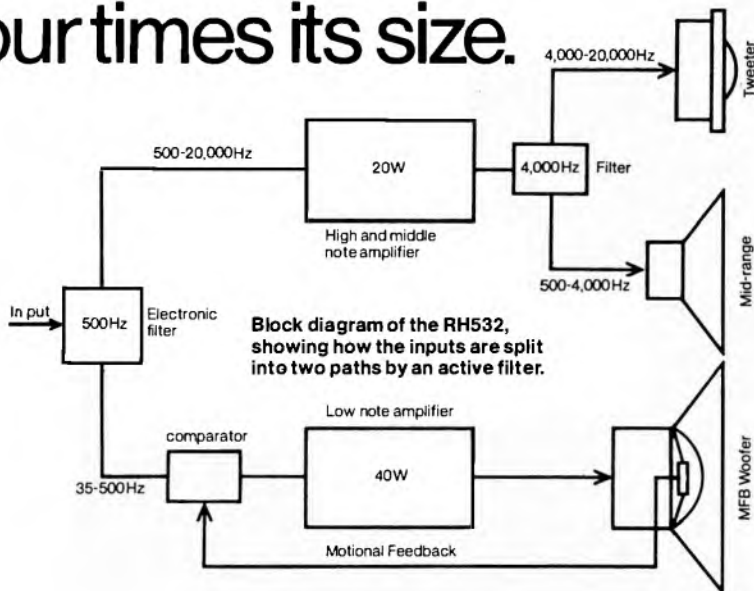 our times its size.
4,000-20,000Hz
Tweeter
500-20,000Hz
20W
4,000Hz
Filter
High and middle
note amplifier
Mid-range
500-4,000Hz
In put
500Hz
Electronic
filter
Block diagram of the RH532,
showing how the inputs are split
into two paths by an active filter.
Low note amplifier
comparator
40W
35-500Hz
MFB Woofer
Motional Feedback